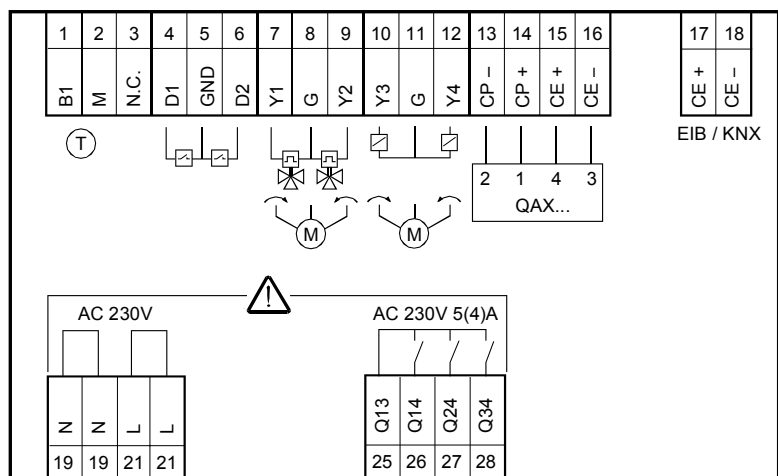 1 2 3 4 5 6 7 8 9 10 11 12 13 14 15 16 17 18
B1 M N.C. D1 GND D2 Y1 G Y2 Y3 G Y4 CP – CP + CE + CE – CE + CE –
T
EIB / KNX
2 1 4 3
QAX...
M M
AC 230V AC 230V 5(4)A
N N L L Q13 Q14 Q24 Q34
19 19 21 21 25 26 27 28